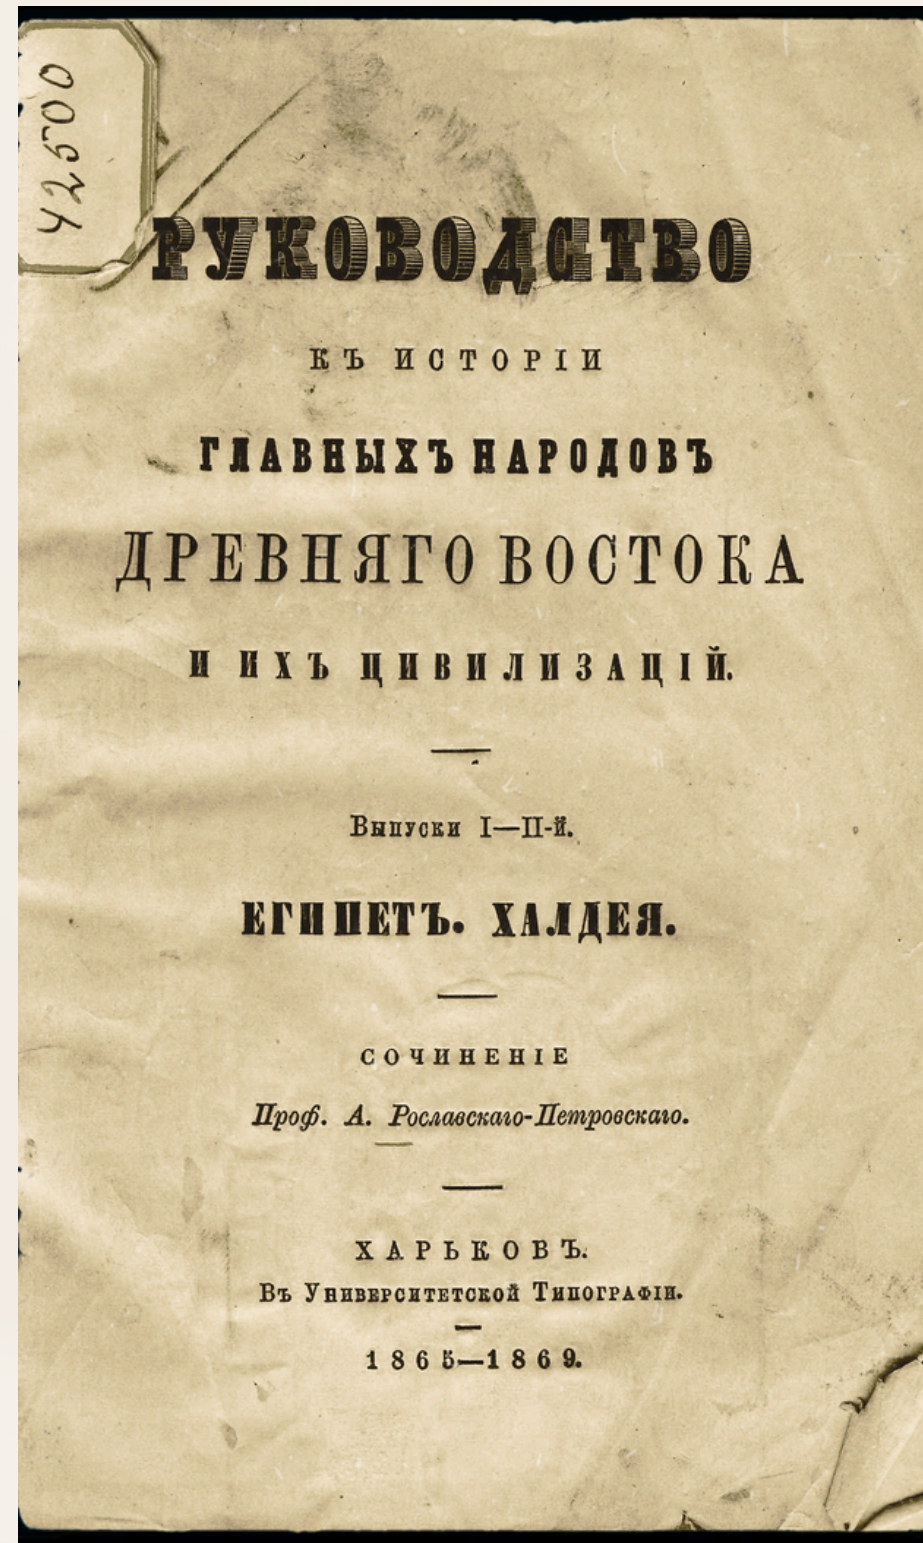 42500
РУКОВОДСТВО
КЪ ИСТОРІИ
ГЛАВНЫХЪ НАРОДОВЪ
ДРЕВНЯГО ВОСТОКА
И ИХЪ ЦИВИЛИЗАЦІЙ.
Выпуски I—II-й.
ЕГИПЕТЪ. ХАЛДЕЯ.
СОЧИНЕНІЕ
Проф. А. Рославскаго-Петровскаго.
ХАРЬКОВЪ.
Въ Университетской Типографіи.
1865—1869.